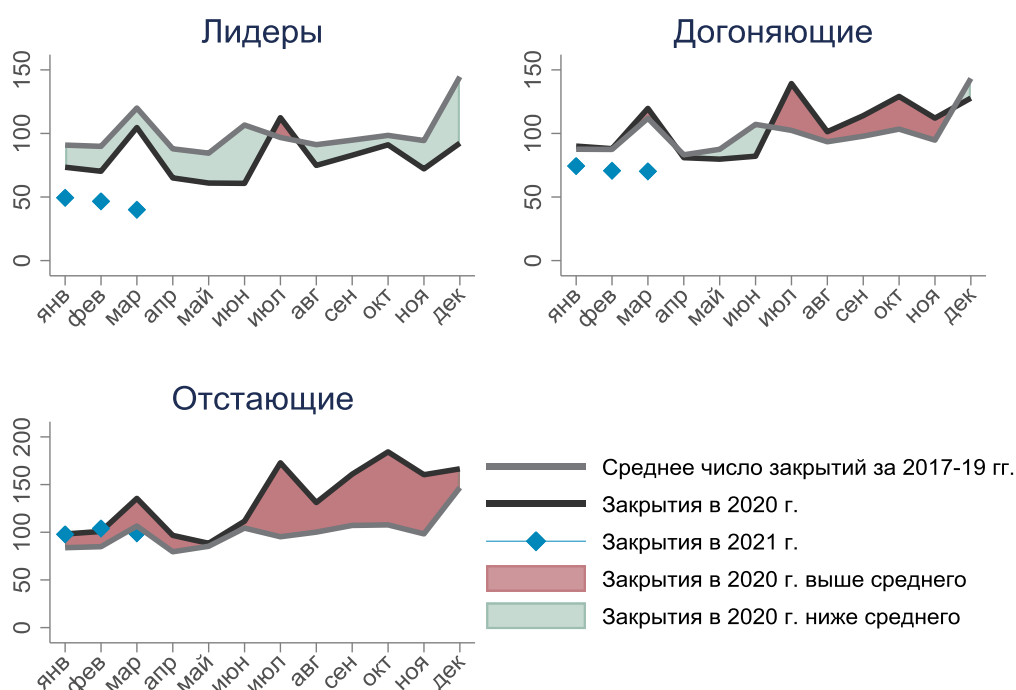 Лидеры
150
100
50
0
янв фев мар апр май июн июл авг сен окт ноя дек
Догоняющие
150
100
50
0
янв фев мар апр май июн июл авг сен окт ноя дек
Отстающие
200
150
100
50
0
янв фев мар апр май июн июл авг сен окт ноя дек
Среднее число закрытий за 2017-19 гг.
Закрытия в 2020 г.
Закрытия в 2021 г.
Закрытия в 2020 г. выше среднего
Закрытия в 2020 г. ниже среднего